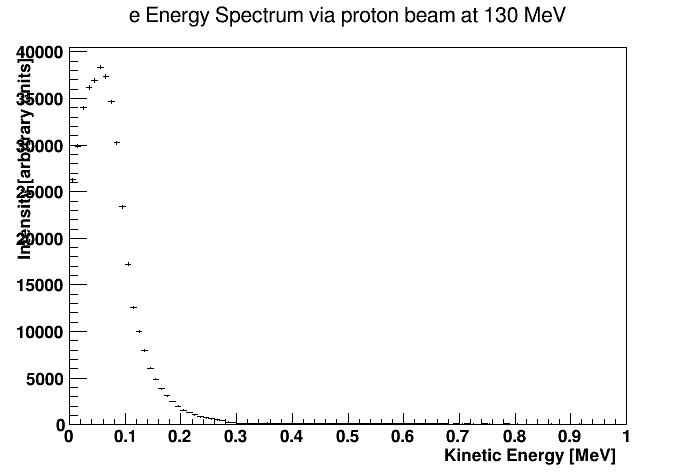 e Energy Spectrum via proton beam at 130 MeV
Intensity [arbitrary units]
40000
35000
30000
25000
20000
15000
10000
5000
0
0 0.1 0.2 0.3 0.4 0.5 0.6 0.7 0.8 0.9 1
Kinetic Energy [MeV]